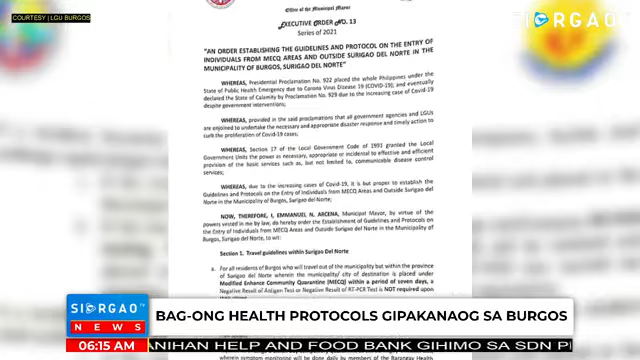 COURTESY | LGU BURGOS
SIARGAO TV
Office of the Municipal Mayor
EXECUTIVE ORDER NO. 13
Series of 2021
"AN ORDER ESTABLISHING THE GUIDELINES AND PROTOCOL ON THE ENTRY OF
INDIVIDUALS FROM MECQ AREAS AND OUTSIDE SURIGAO DEL NORTE IN THE
MUNICIPALITY OF BURGOS, SURIGAO DEL NORTE"
WHEREAS, Presidential Proclamation No. 922 placed the whole Philippines under
State of Public Health Emergency due to Corona Virus Disease 19 (COVID-19); and eventually
declared the State of Calamity by Proclamation No. 929 due to the increasing case of Covid-19
despite government interventions;
WHEREAS, provided in the said proclamations that all government agencies and LGUs
are enjoined to undertake the necessary and appropriate disaster response and timely action to
curb the proliferation of Covid-19 cases.
WHEREAS, Section 17 of the Local Government Code of 1991 granted the Local
Government Units the power as necessary, appropriate or incidental to effective and efficient
provision of the basic services such as, but not limited to, communicable disease control
services;
WHEREAS, due to the increasing cases of Covid-19, it is but proper to establish the
Guidelines and Protocols on the Entry of Individuals from MECQ Areas and Outside Surigao del
Norte in the Municipality of Burgos, Surigao del Norte;
NOW, THEREFORE, I, EMMANUEL N. ARCENA, Municipal Mayor, by virtue of the
powers vested in me by law, do hereby order the Establishment of Guidelines and Protocols on
the Entry of Individuals from MECQ Areas and Outside Surigao del Norte in the Municipality of
Burgos, Surigao del Norte, to wit:
Section 1. Travel guidelines within Surigao Del Norte
a. For all residents of Burgos who will travel out of the municipality but within the province
of Surigao del Norte wherein the municipality/ city of destination is placed under
Modified Enhance Community Quarantine (MECQ) within a period of seven days, a
Negative Result of Antigen Test or Negative Result of RT-PCR Test is NOT required upon
SIARGAO TV
NEWS
BAG-ONG HEALTH PROTOCOLS GIPAKANAOG SA BURGOS
06:15 AM
ANIHAN HELP AND FOOD BANK GIHIMO SA SDN P
wherein symptom monitoring will be done daily by members of the Barangay Health